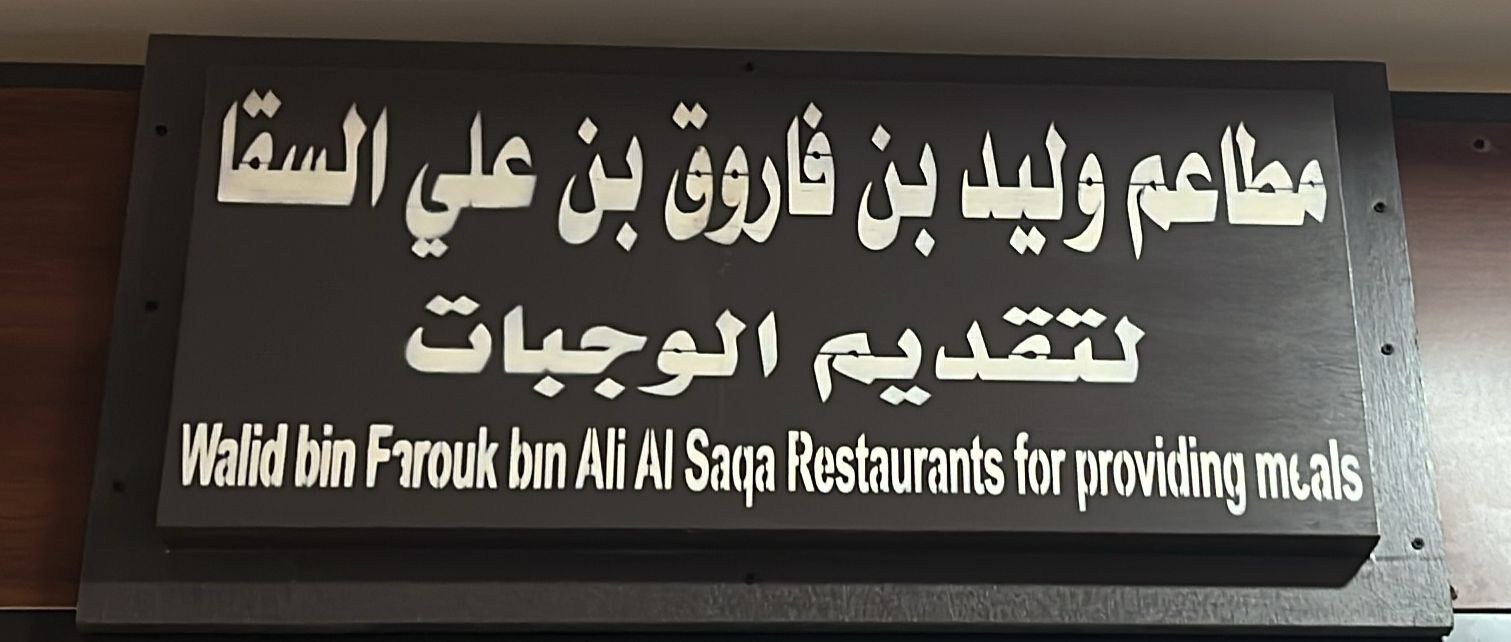 مطاعم وليد بن فاروق بن علي السقا
لتقديم الوجبات
Walid bin Farouk bin Ali Al Saqa Restaurants for providing meals